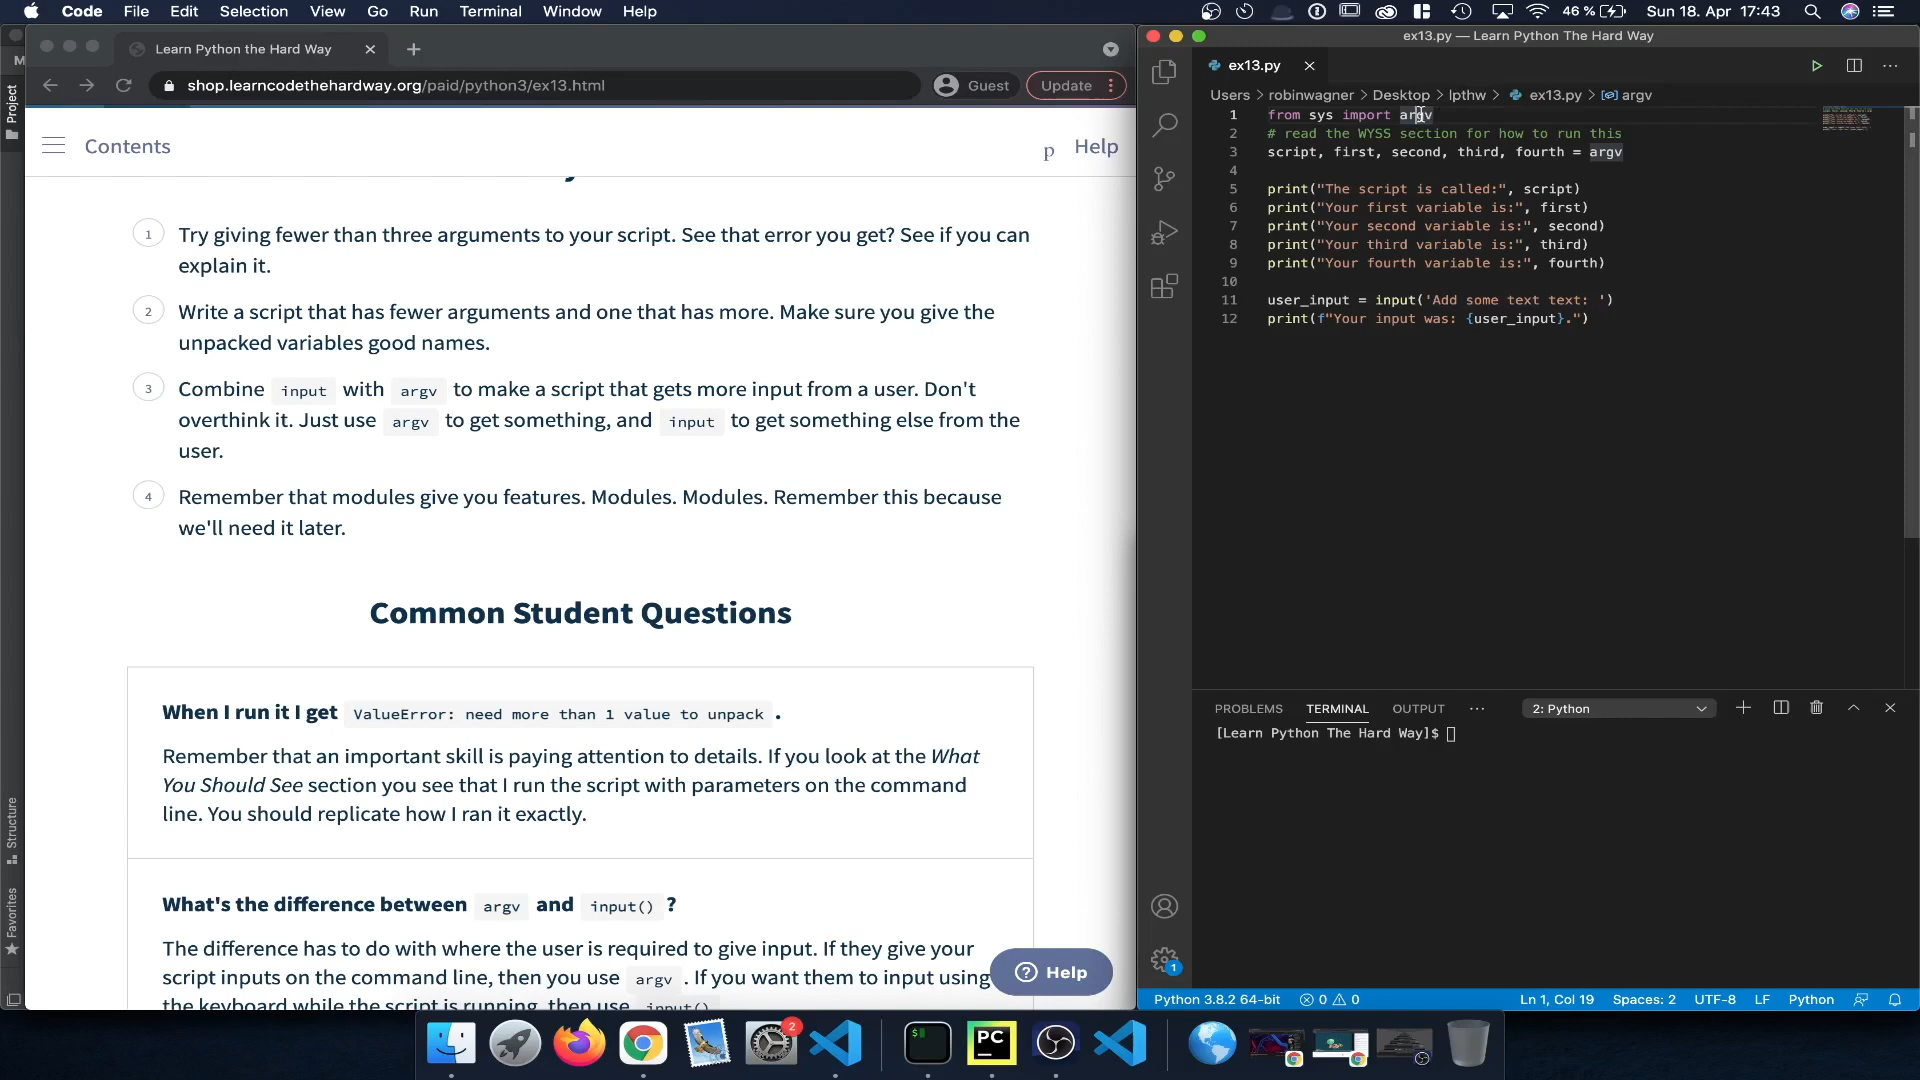 Code File Edit Selection View Go Run Terminal Window Help
46 % Sun 18. Apr 17:43
Learn Python the Hard Way
shop.learncodethehardway.org/paid/python3/ex13.html
Guest
Update
Project
Structure
Favorites
Contents
p Help
1 Try giving fewer than three arguments to your script. See that error you get? See if you can
explain it.
2 Write a script that has fewer arguments and one that has more. Make sure you give the
unpacked variables good names.
3 Combine input with argv to make a script that gets more input from a user. Don't
overthink it. Just use argv to get something, and input to get something else from the
user.
4 Remember that modules give you features. Modules. Modules. Remember this because
we'll need it later.
Common Student Questions
When I run it I get ValueError: need more than 1 value to unpack .
Remember that an important skill is paying attention to details. If you look at the What
You Should See section you see that I run the script with parameters on the command
line. You should replicate how I ran it exactly.
What's the difference between argv and input() ?
The difference has to do with where the user is required to give input. If they give your
script inputs on the command line, then you use argv . If you want them to input using
the keyboard while the script is running, then use input()
Help
ex13.py — Learn Python The Hard Way
ex13.py
Users > robinwagner > Desktop > lpthw > ex13.py > argv
1 from sys import argv
2 # read the WYSS section for how to run this
3 script, first, second, third, fourth = argv
4
5 print("The script is called:", script)
6 print("Your first variable is:", first)
7 print("Your second variable is:", second)
8 print("Your third variable is:", third)
9 print("Your fourth variable is:", fourth)
10
11 user_input = input('Add some text text: ')
12 print(f"Your input was: {user_input}.")
PROBLEMS TERMINAL OUTPUT ··· 2: Python
[Learn Python The Hard Way]$
1
Python 3.8.2 64-bit 0 0 Ln 1, Col 19 Spaces: 2 UTF-8 LF Python
2
PC